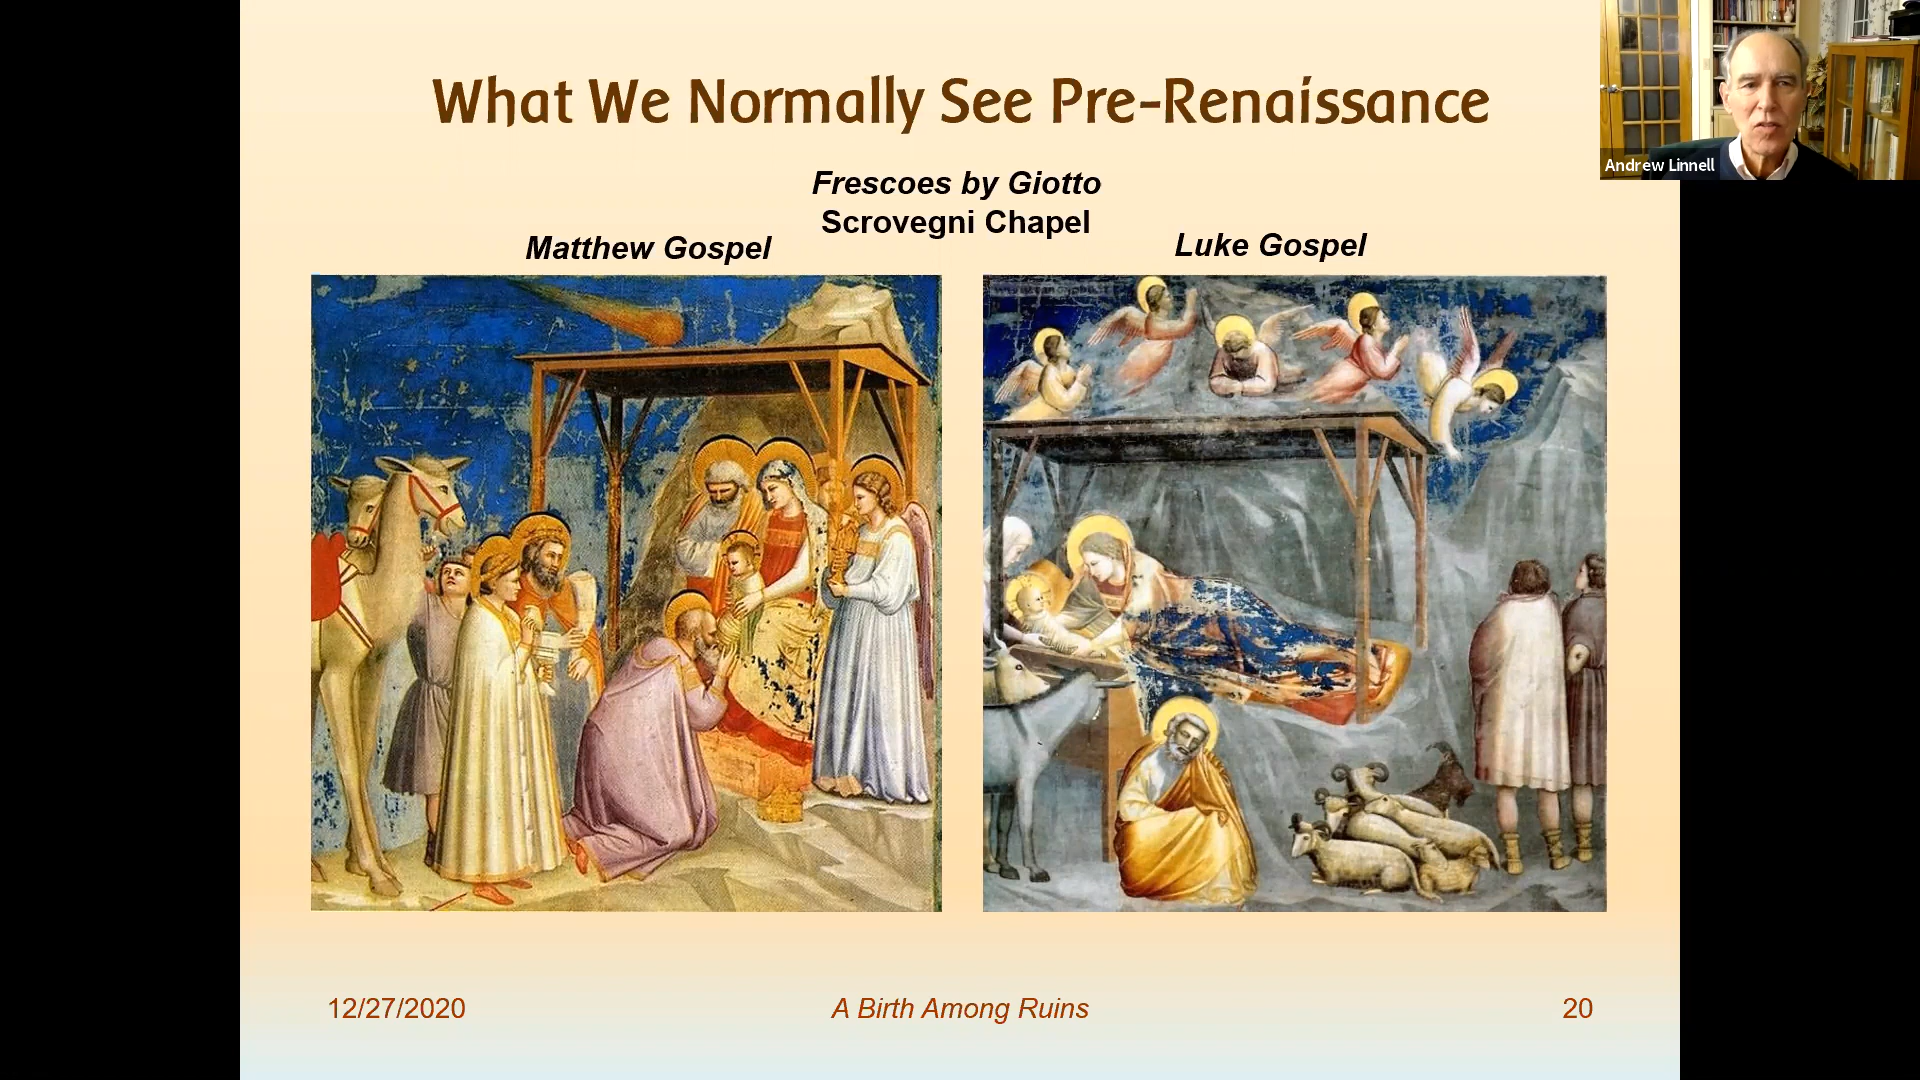 What We Normally See Pre-Renaissance
Andrew Linnell
Frescoes by Giotto
Scrovegni Chapel
Matthew Gospel
Luke Gospel
12/27/2020
A Birth Among Ruins
20